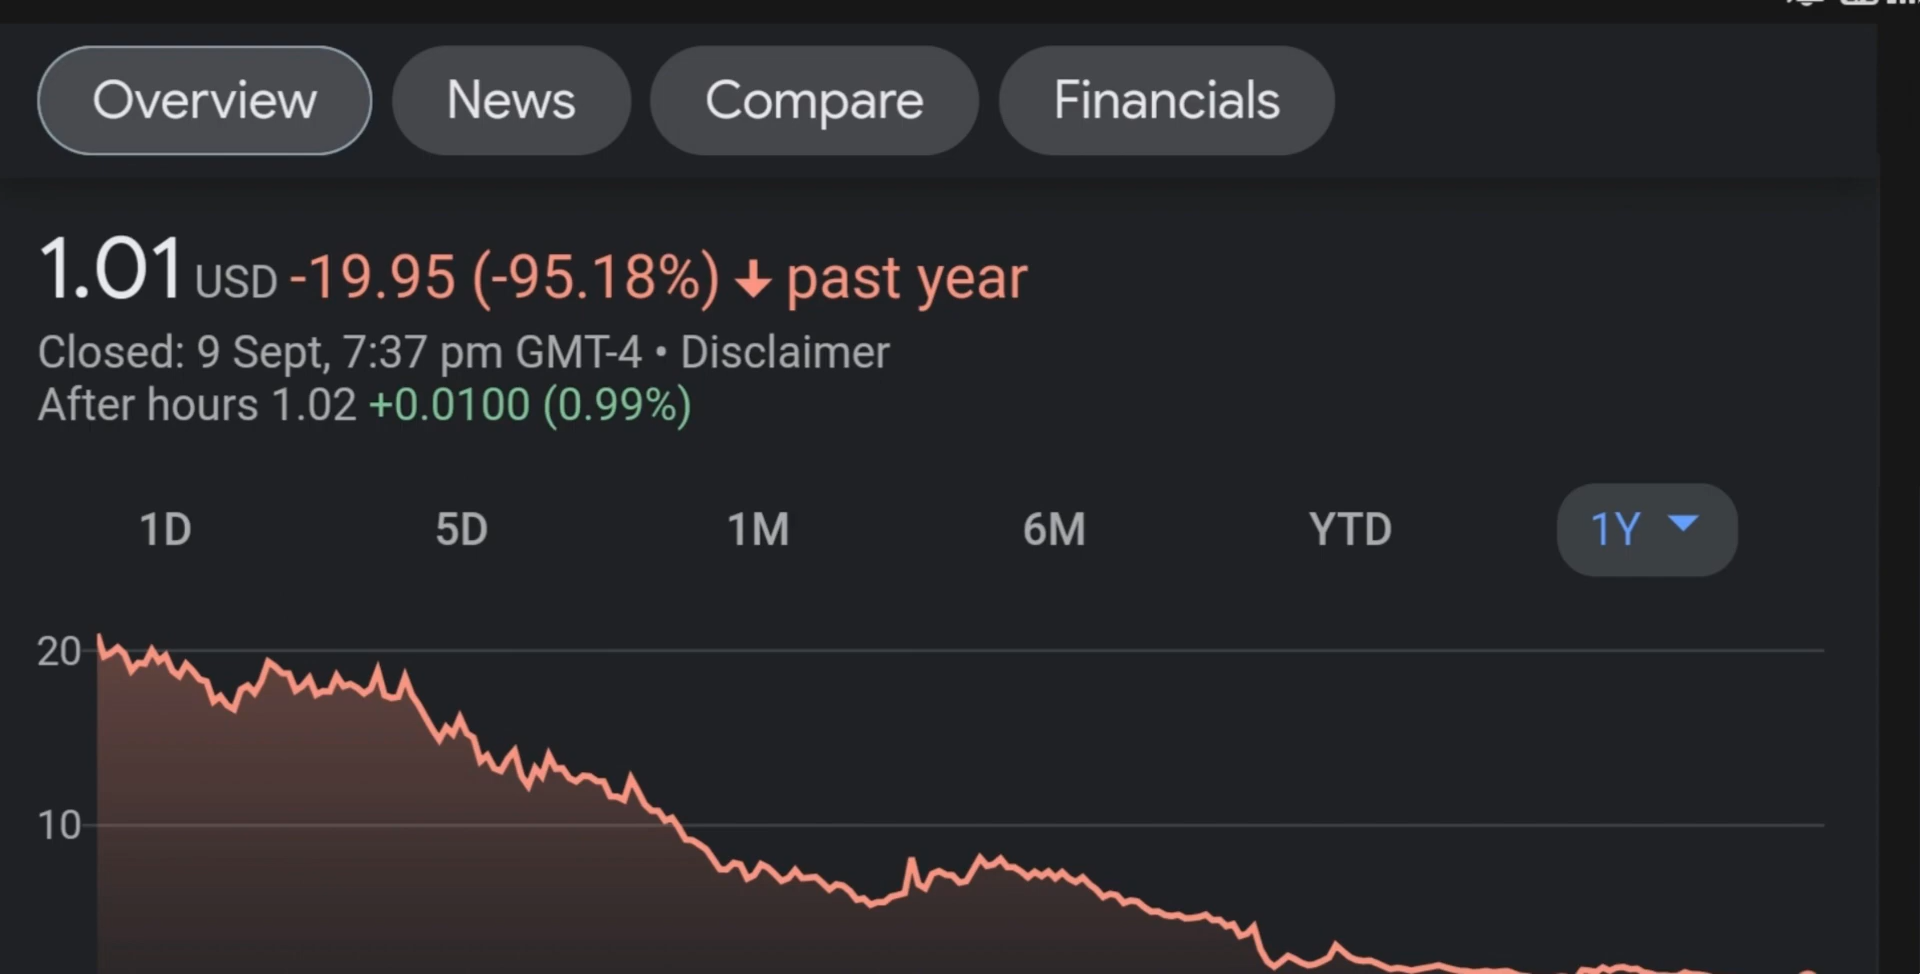 Overview News Compare Financials
1.01 USD -19.95 (-95.18%) ↓ past year
Closed: 9 Sept, 7:37 pm GMT-4 • Disclaimer
After hours 1.02 +0.0100 (0.99%)
1D 5D 1M 6M YTD 1Y
20
10